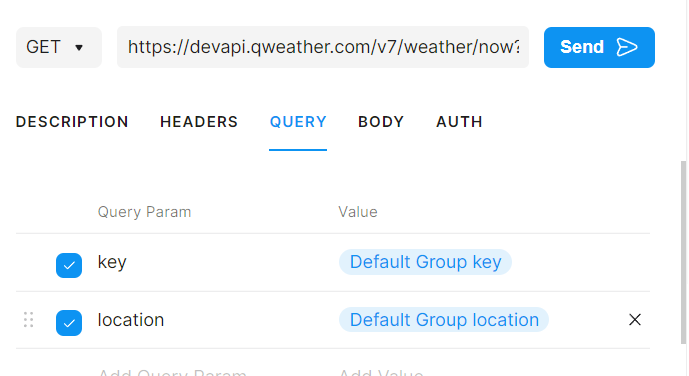 GET
https://devapi.qweather.com/v7/weather/now?
Send
DESCRIPTION HEADERS QUERY BODY AUTH
Query Param Value
key Default Group key
location Default Group location
Add Query Param Add Value